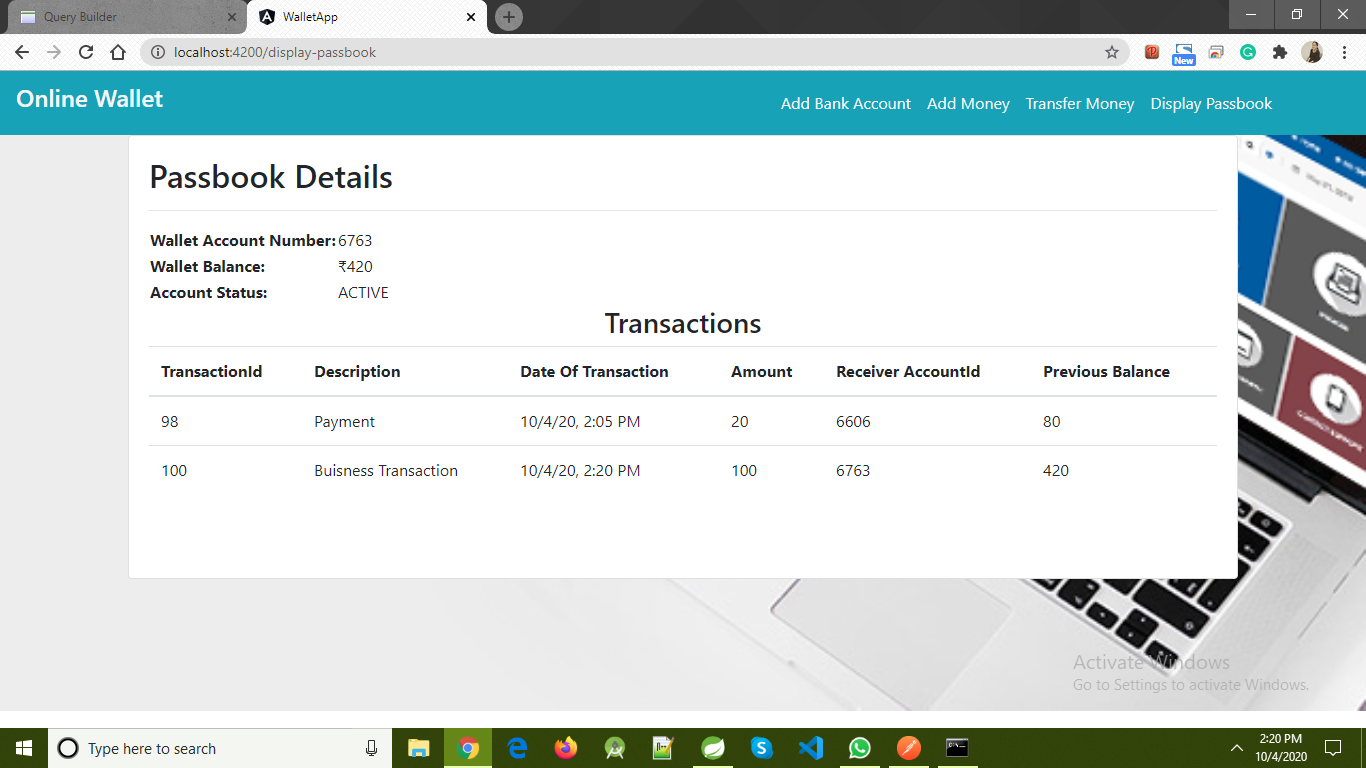 Query Builder
WalletApp
localhost:4200/display-passbook
New
Online Wallet
Add Bank Account Add Money Transfer Money Display Passbook
Passbook Details
Wallet Account Number: 6763
Wallet Balance: ₹420
Account Status: ACTIVE
Transactions
TransactionId Description Date Of Transaction Amount Receiver AccountId Previous Balance
98 Payment 10/4/20, 2:05 PM 20 6606 80
100 Buisness Transaction 10/4/20, 2:20 PM 100 6763 420
Activate Windows
Go to Settings to activate Windows.
Type here to search
2:20 PM
10/4/2020